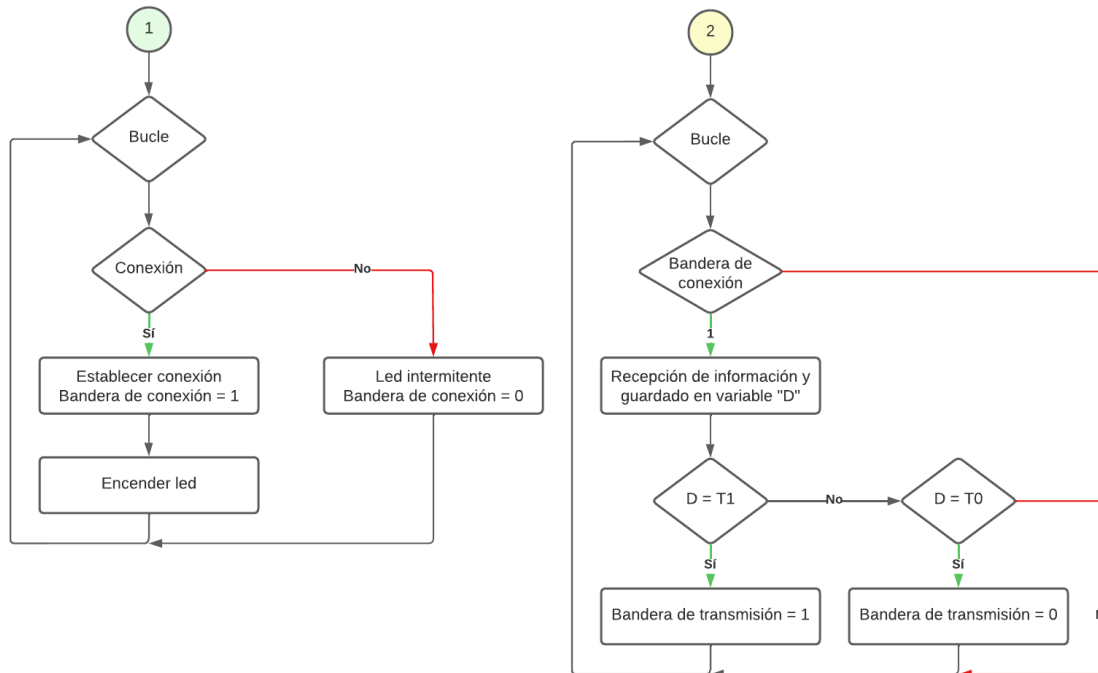 1
Bucle
Conexión
No
Sí
Establecer conexión
Bandera de conexión = 1
Led intermitente
Bandera de conexión = 0
Encender led
2
Bucle
Bandera de
conexión
1
Recepción de información y
guardado en variable "D"
D = T1
No
D = T0
Sí
Sí
Bandera de transmisión = 1
Bandera de transmisión = 0